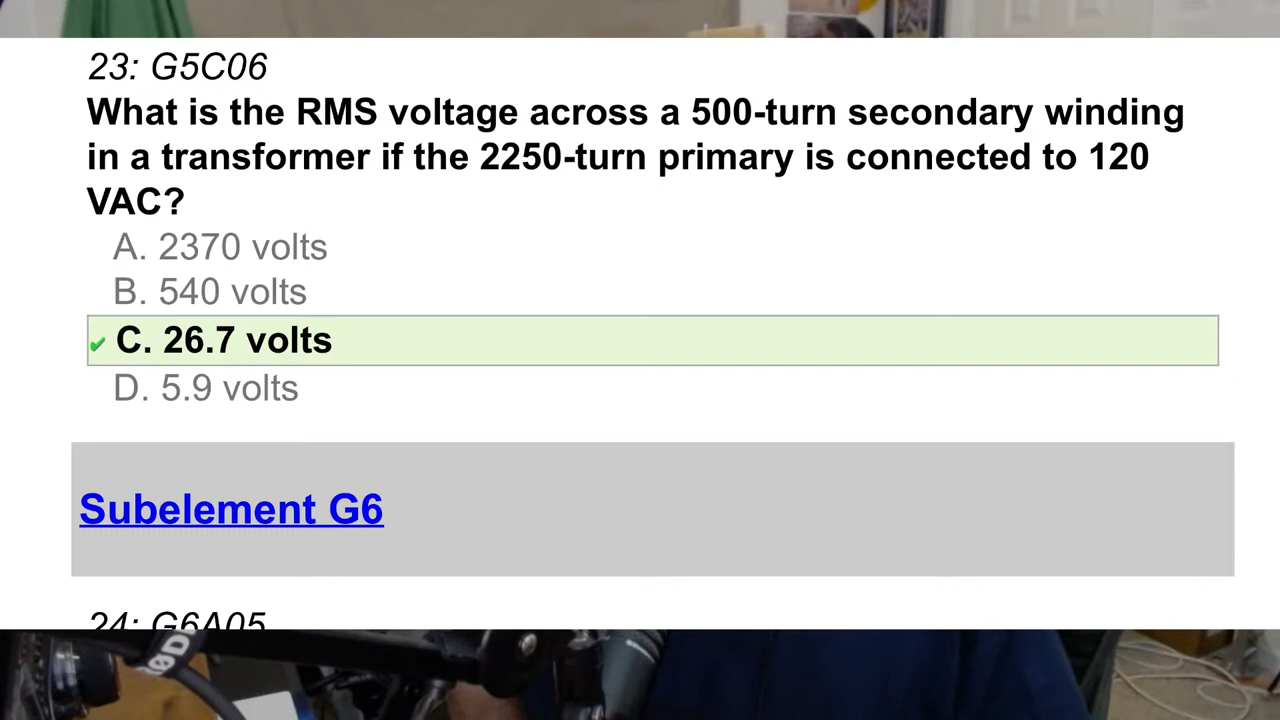 23: G5C06
What is the RMS voltage across a 500-turn secondary winding
in a transformer if the 2250-turn primary is connected to 120
VAC?
A. 2370 volts
B. 540 volts
✔ C. 26.7 volts
D. 5.9 volts
Subelement G6
24: G6A05